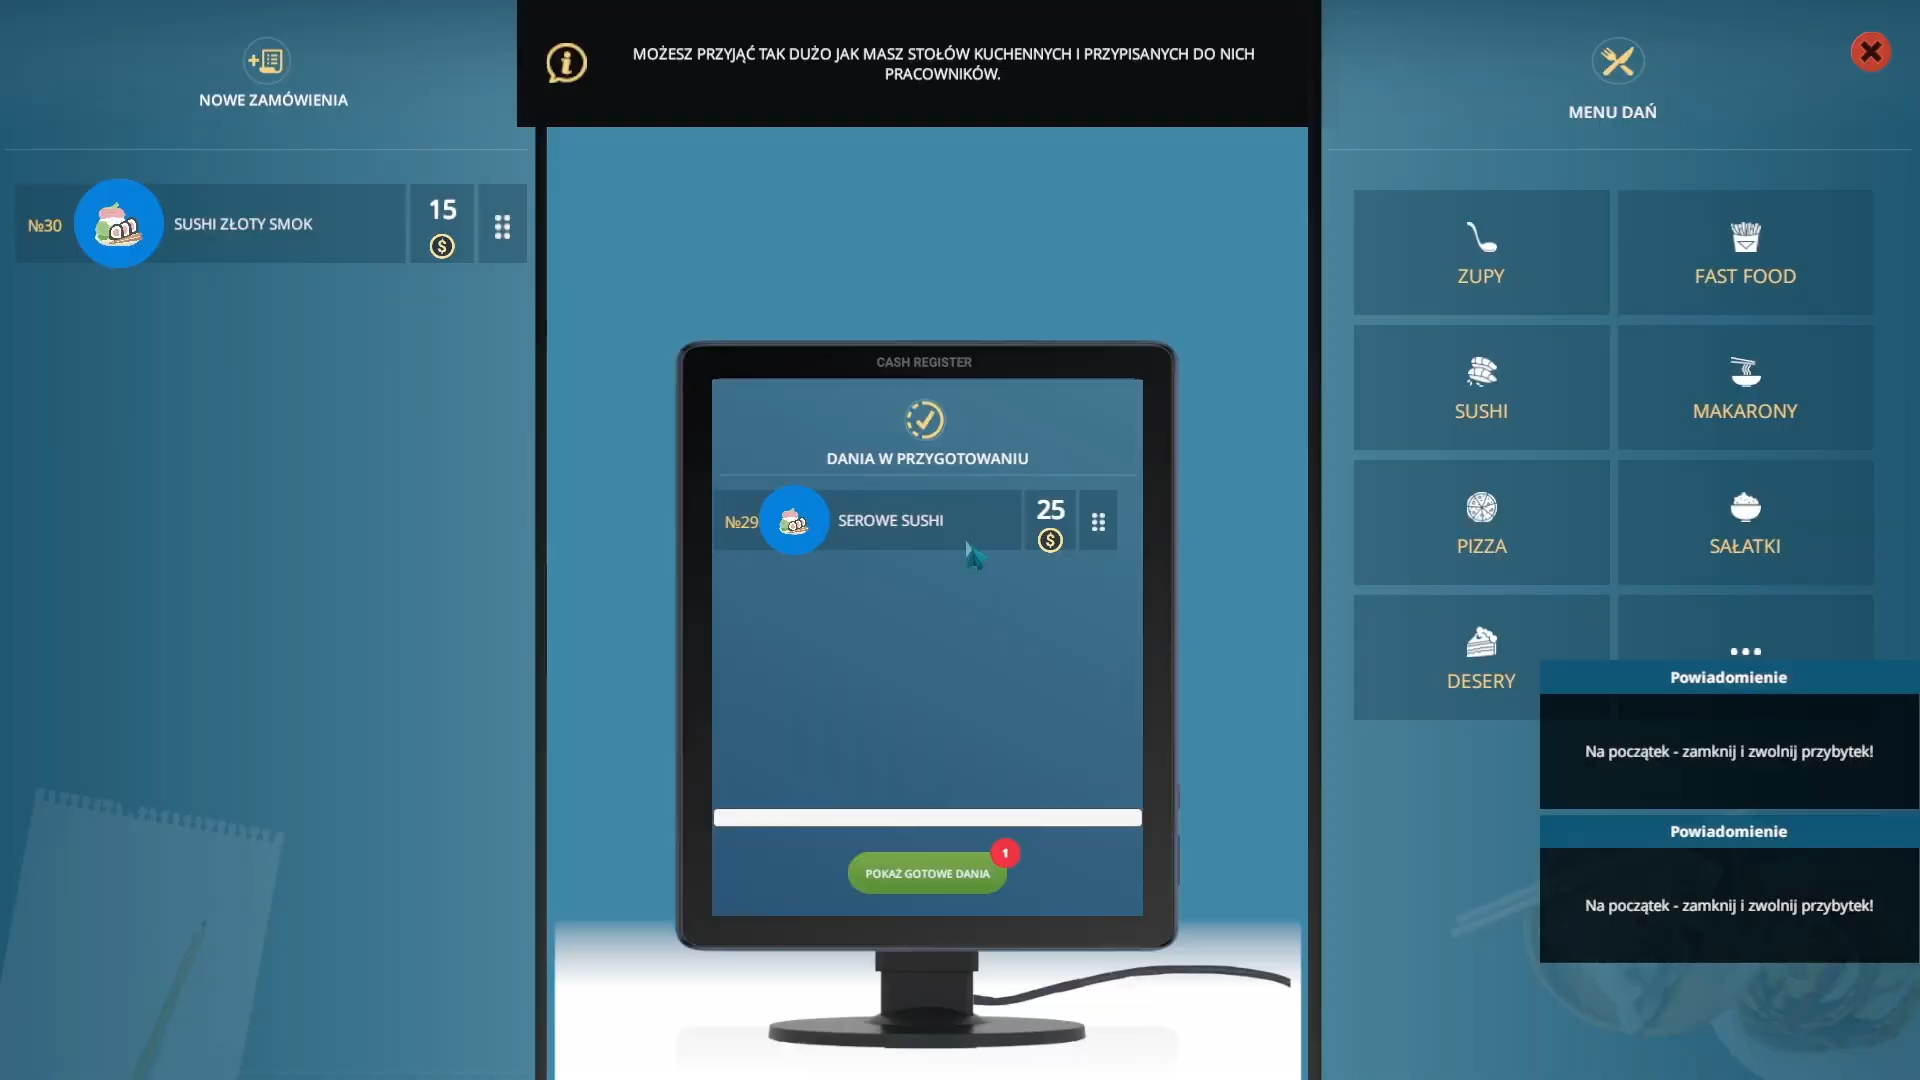 NOWE ZAMÓWIENIA
№30
SUSHI ZŁOTY SMOK
15
MOŻESZ PRZYJĄĆ TAK DUŻO JAK MASZ STOŁÓW KUCHENNYCH I PRZYPISANYCH DO NICH
PRACOWNIKÓW.
CASH REGISTER
DANIA W PRZYGOTOWANIU
№29
SEROWE SUSHI
25
POKAŻ GOTOWE DANIA
1
MENU DAŃ
ZUPY
FAST FOOD
SUSHI
MAKARONY
PIZZA
SAŁATKI
DESERY
Powiadomienie
Na początek - zamknij i zwolnij przybytek!
Powiadomienie
Na początek - zamknij i zwolnij przybytek!